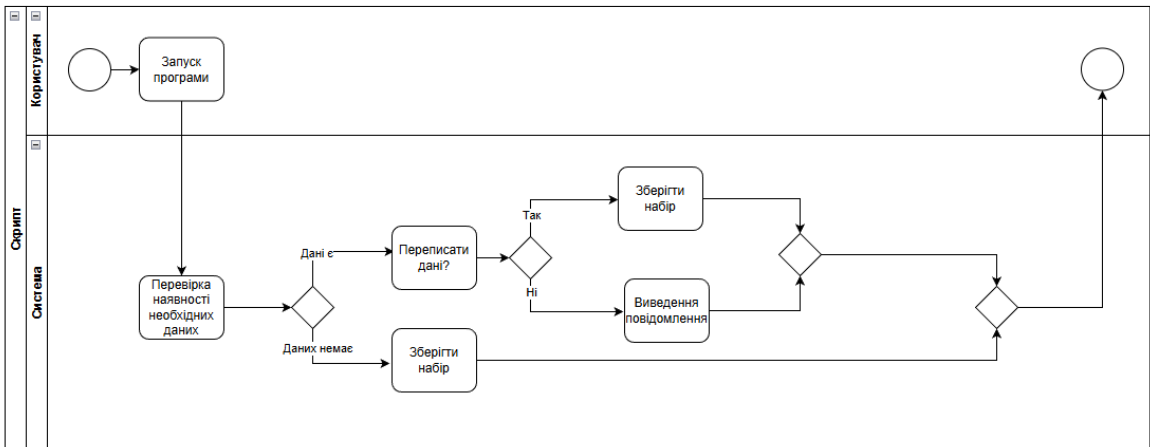 Скрипт
Користувач
Запуск
програми
Система
Перевірка
наявності
необхідних
даних
Дані є
Даних немає
Переписати
дані?
Зберігти
набір
Так
Ні
Зберігти
набір
Виведення
повідомлення